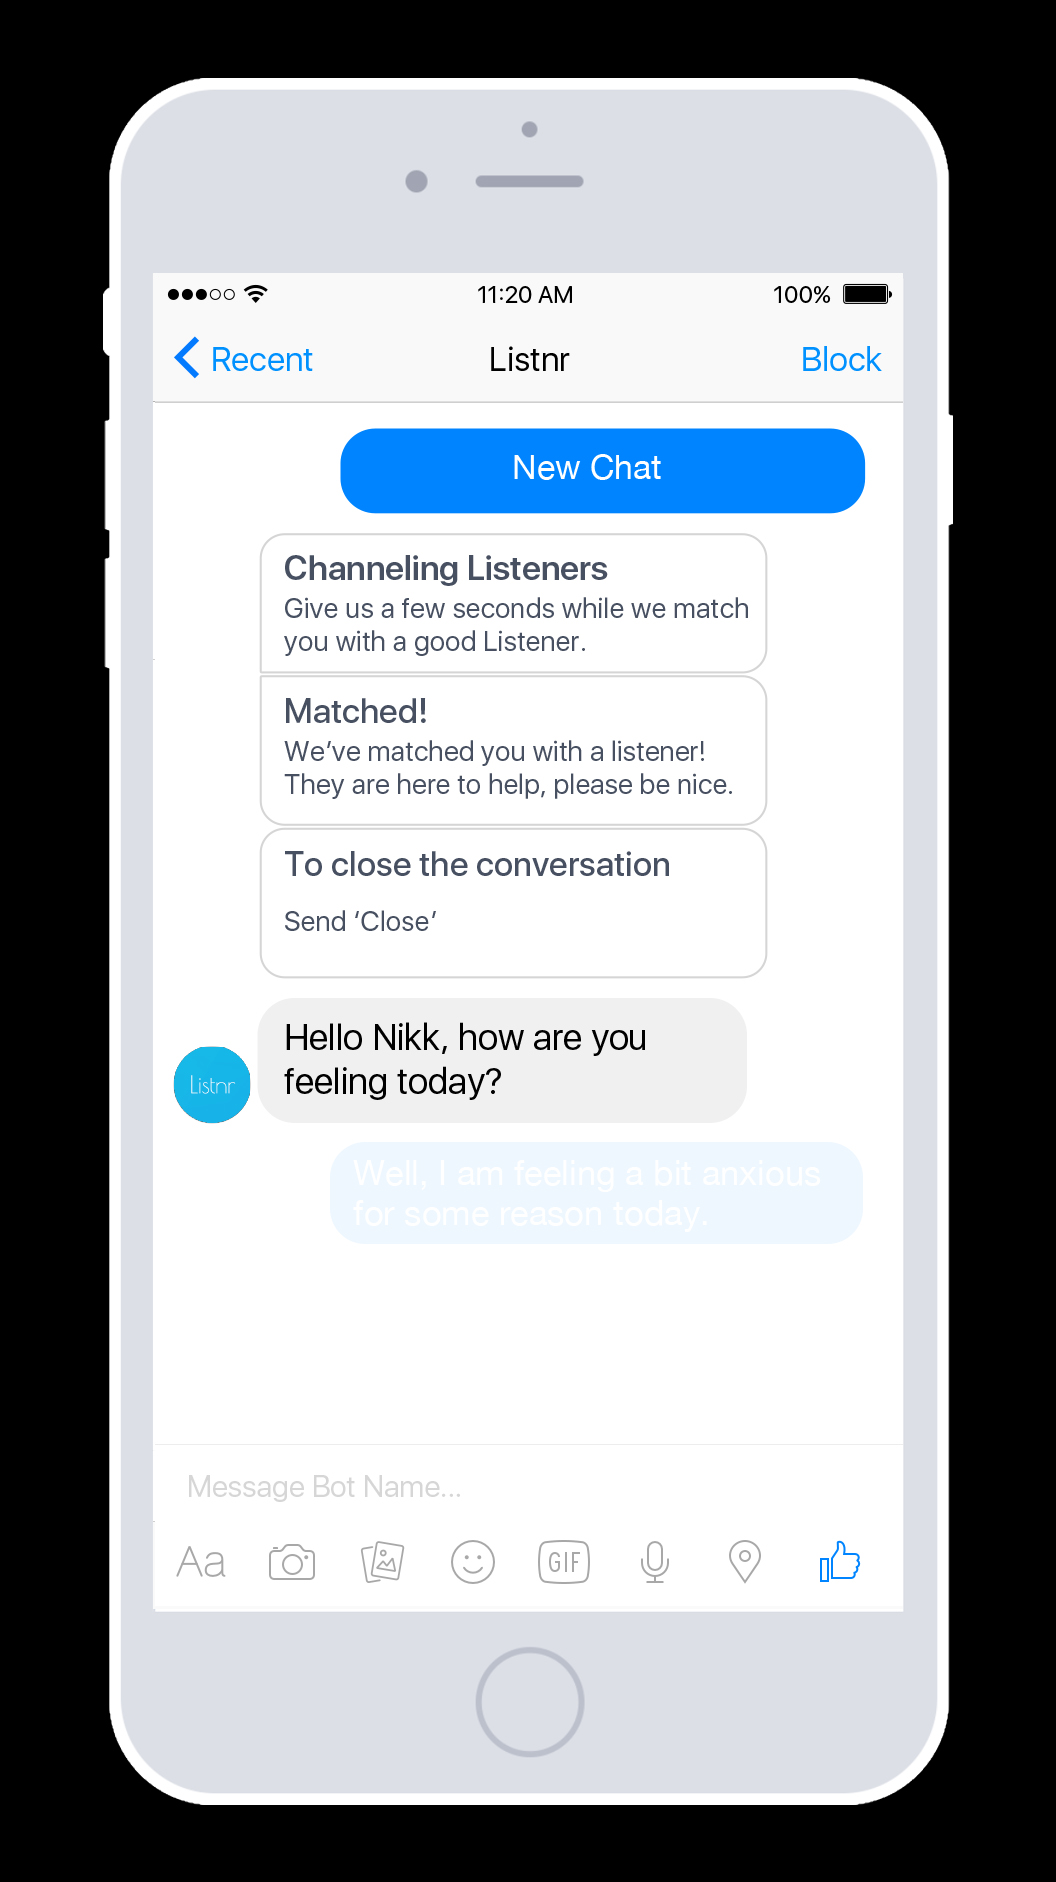 11:20 AM 100%
Recent Listnr Block
New Chat
Channeling Listeners
Give us a few seconds while we match
you with a good Listener.
Matched!
We’ve matched you with a listener!
They are here to help, please be nice.
To close the conversation
Send ‘Close’
Hello Nikk, how are you
feeling today?
Listnr
Well, I am feeling a bit anxious
for some reason today.
Message Bot Name...
Aa GIF